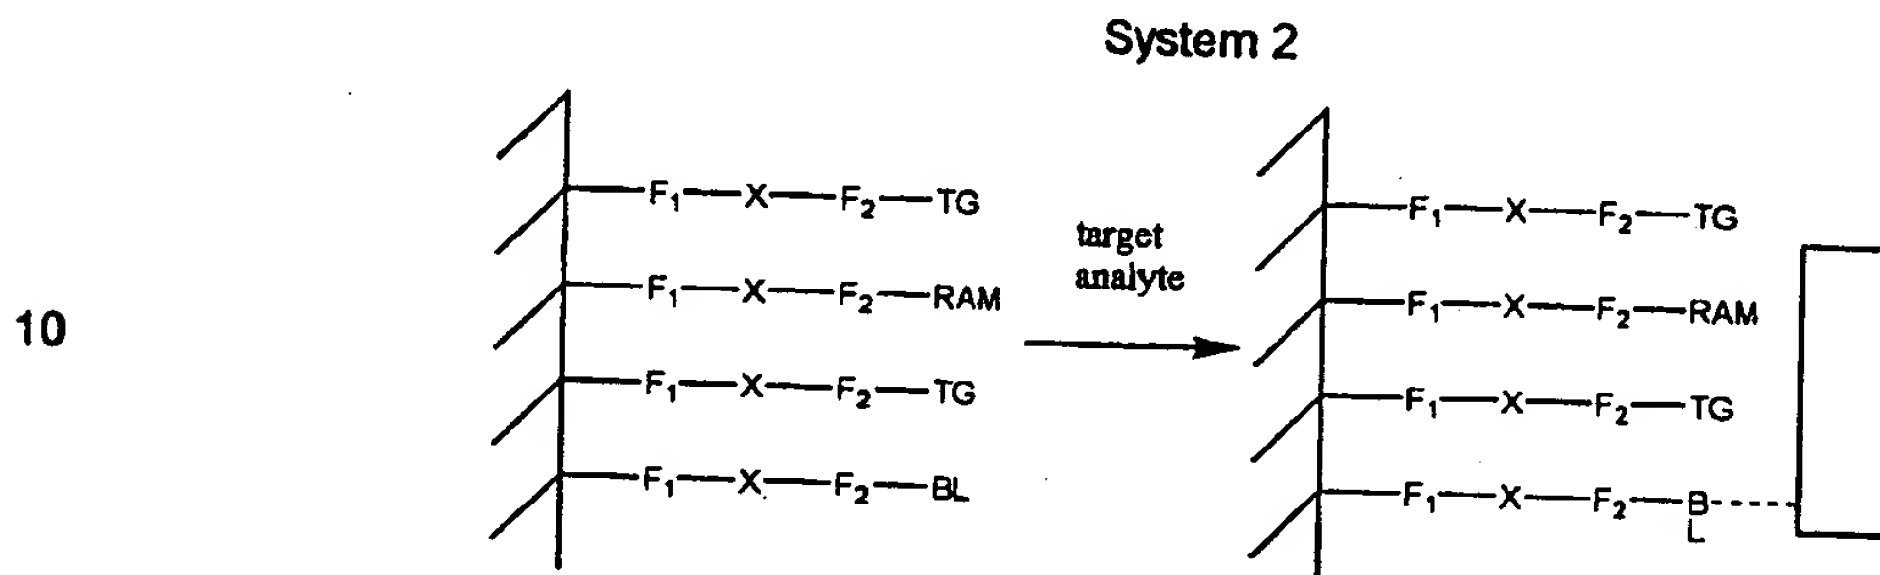 System 2
F₁—X—F₂—TG
F₁—X—F₂—RAM
F₁—X—F₂—TG
F₁—X—F₂—BL
target
analyte
F₁—X—F₂—TG
F₁—X—F₂—RAM
F₁—X—F₂—TG
F₁—X—F₂—B
L
10